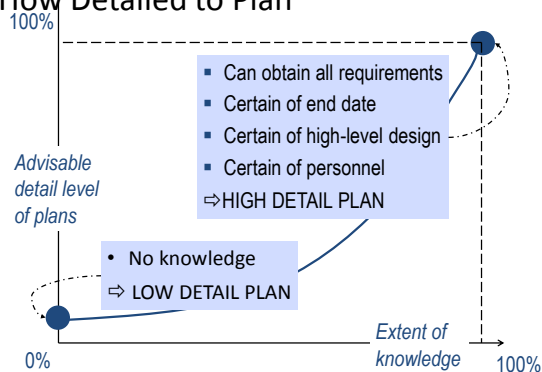 How Detailed to Plan
100%
▪ Can obtain all requirements
▪ Certain of end date
▪ Certain of high-level design
▪ Certain of personnel
⇨HIGH DETAIL PLAN
Advisable
detail level
of plans
• No knowledge
⇨ LOW DETAIL PLAN
Extent of
knowledge
0%
100%